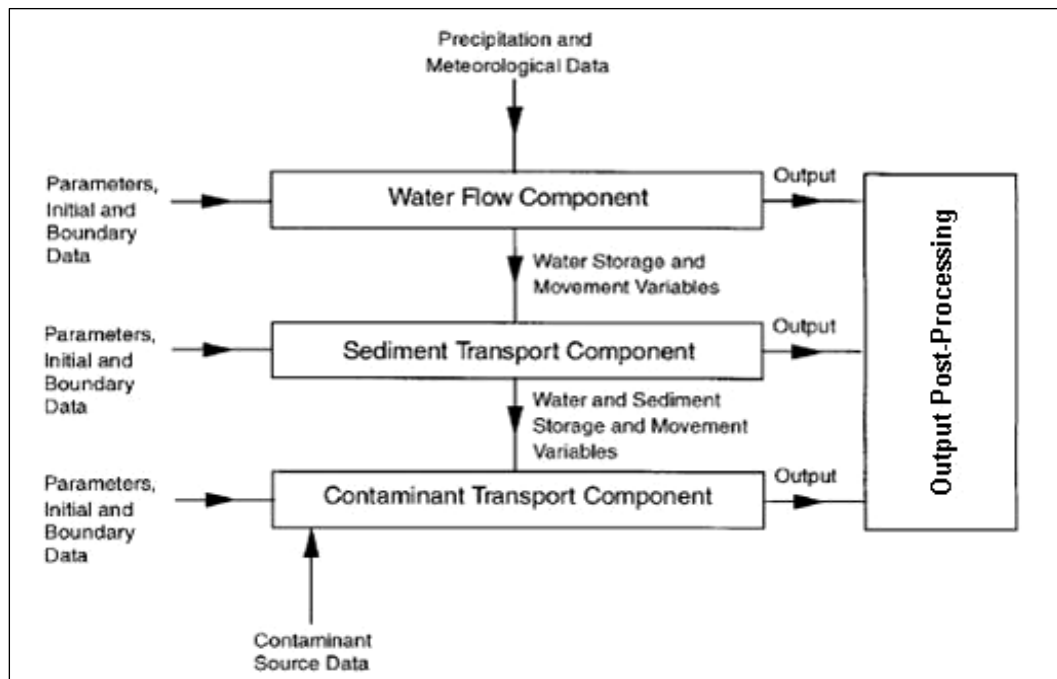 Precipitation and
Meteorological Data
Parameters,
Initial and
Boundary
Data
Water Flow Component
Output
Water Storage and
Movement Variables
Parameters,
Initial and
Boundary
Data
Sediment Transport Component
Output
Water and Sediment
Storage and Movement
Variables
Parameters,
Initial and
Boundary
Data
Contaminant Transport Component
Output
Contaminant
Source Data
Output Post-Processing